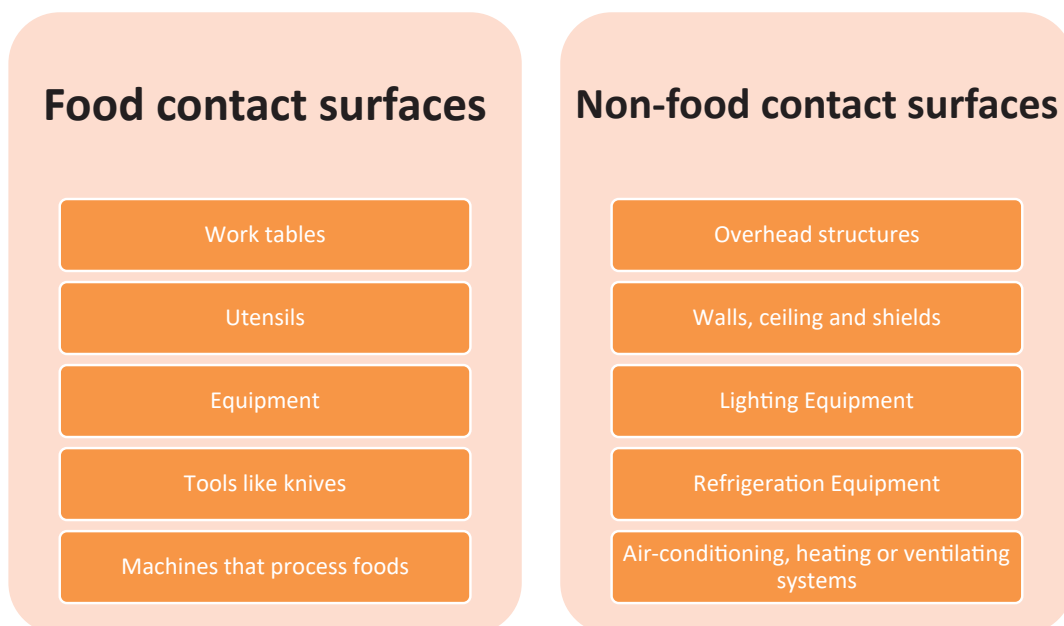 Food contact surfaces
Work tables
Utensils
Equipment
Tools like knives
Machines that process foods
Non-food contact surfaces
Overhead structures
Walls, ceiling and shields
Lighting Equipment
Refrigeration Equipment
Air-conditioning, heating or ventilating
systems